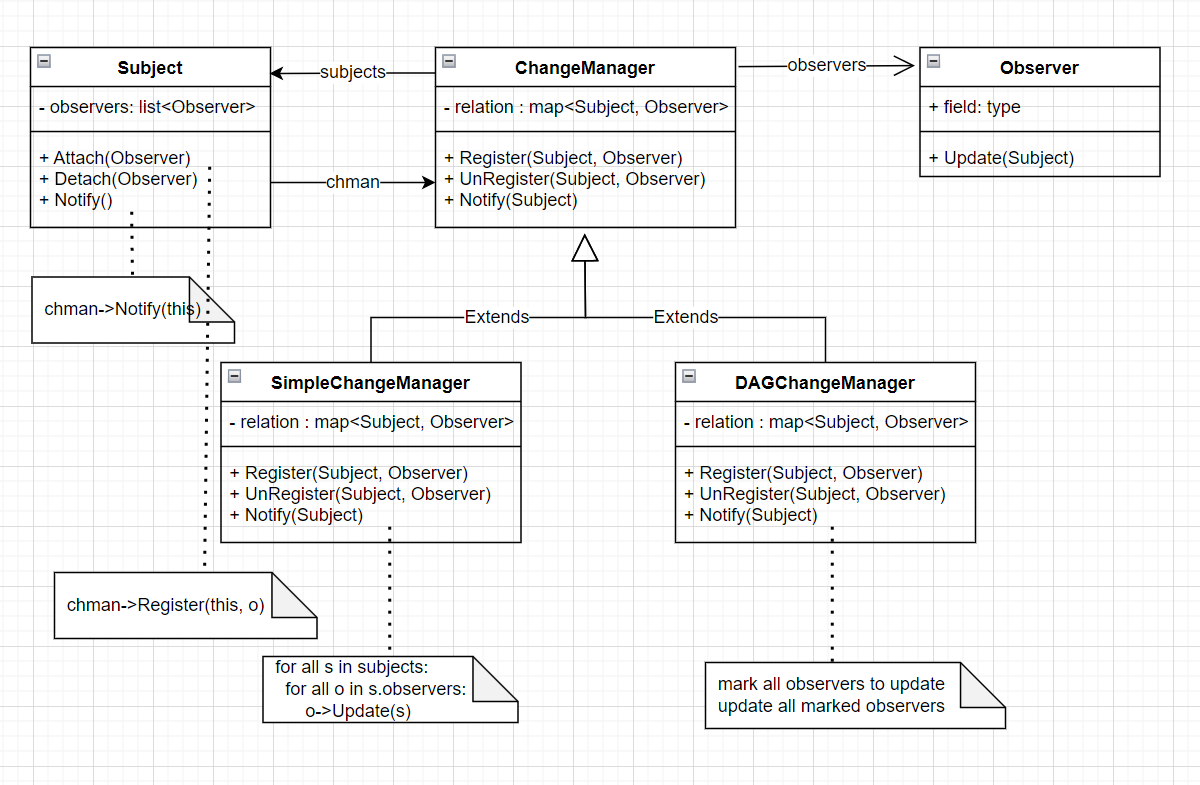 Subject
- observers: list<Observer>
+ Attach(Observer)
+ Detach(Observer)
+ Notify()
subjects
chman
ChangeManager
- relation : map<Subject, Observer>
+ Register(Subject, Observer)
+ UnRegister(Subject, Observer)
+ Notify(Subject)
observers
Observer
+ field: type
+ Update(Subject)
chman->Notify(this)
Extends
Extends
SimpleChangeManager
- relation : map<Subject, Observer>
+ Register(Subject, Observer)
+ UnRegister(Subject, Observer)
+ Notify(Subject)
DAGChangeManager
- relation : map<Subject, Observer>
+ Register(Subject, Observer)
+ UnRegister(Subject, Observer)
+ Notify(Subject)
chman->Register(this, o)
for all s in subjects:
for all o in s.observers:
o->Update(s)
mark all observers to update
update all marked observers